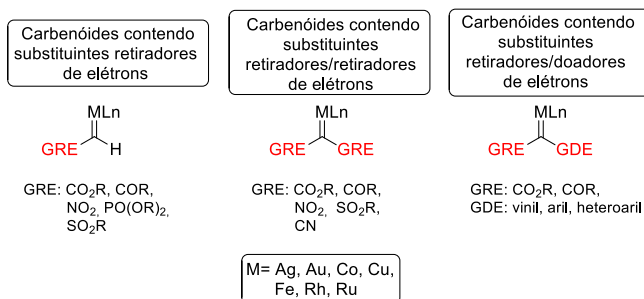 Carbenóides contendo
substituintes retiradores
de elétrons
MLn
GRE
H
GRE: CO₂R, COR,
NO₂, PO(OR)₂,
SO₂R
Carbenóides contendo
substituintes
retiradores/retiradores
de elétrons
MLn
GRE
GRE
GRE: CO₂R, COR,
NO₂, SO₂R,
CN
Carbenóides contendo
substituintes
retiradores/doadores
de elétrons
MLn
GRE
GDE
GRE: CO₂R, COR,
GDE: vinil, aril, heteroaril
M= Ag, Au, Co, Cu,
Fe, Rh, Ru